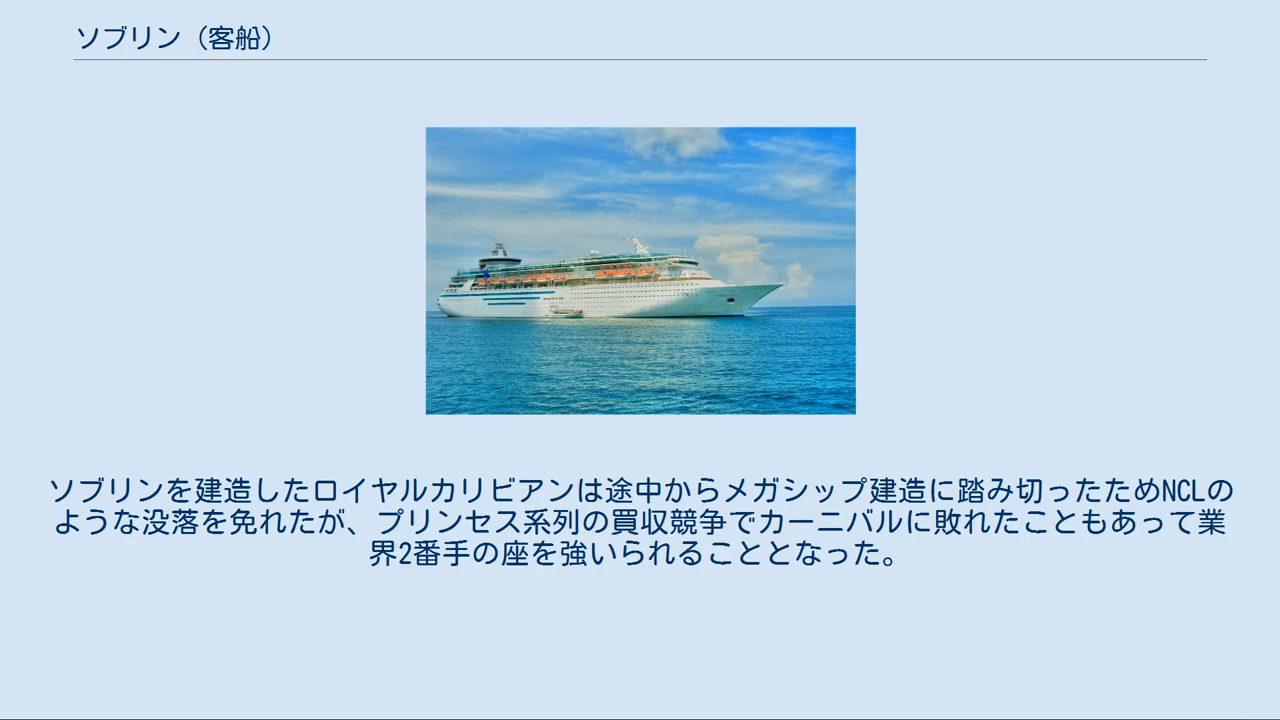 ソブリン（客船）
ソブリンを建造したロイヤルカリビアンは途中からメガシップ建造に踏み切ったためNCLの
ような没落を免れたが、プリンセス系列の買収競争でカーニバルに敗れたこともあって業
界2番手の座を強いられることとなった。